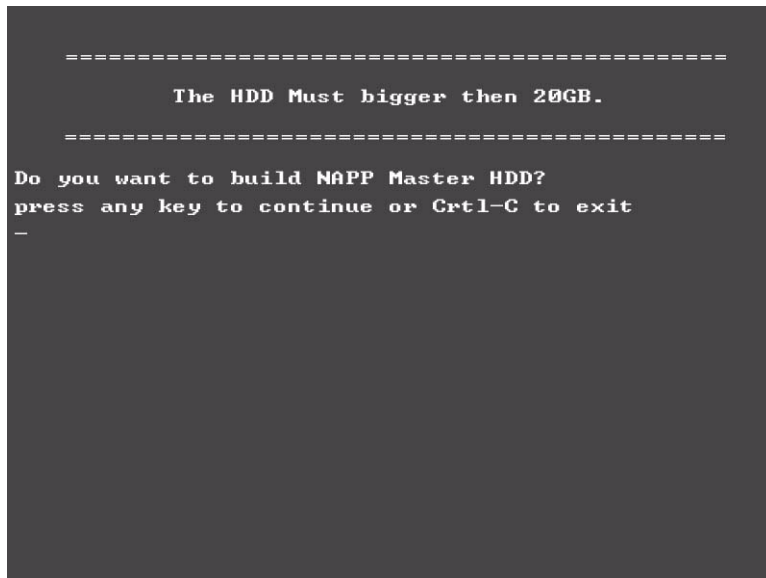 ===============================================
The HDD Must bigger then 20GB.
===============================================
Do you want to build NAPP Master HDD?
press any key to continue or Crtl-C to exit
_